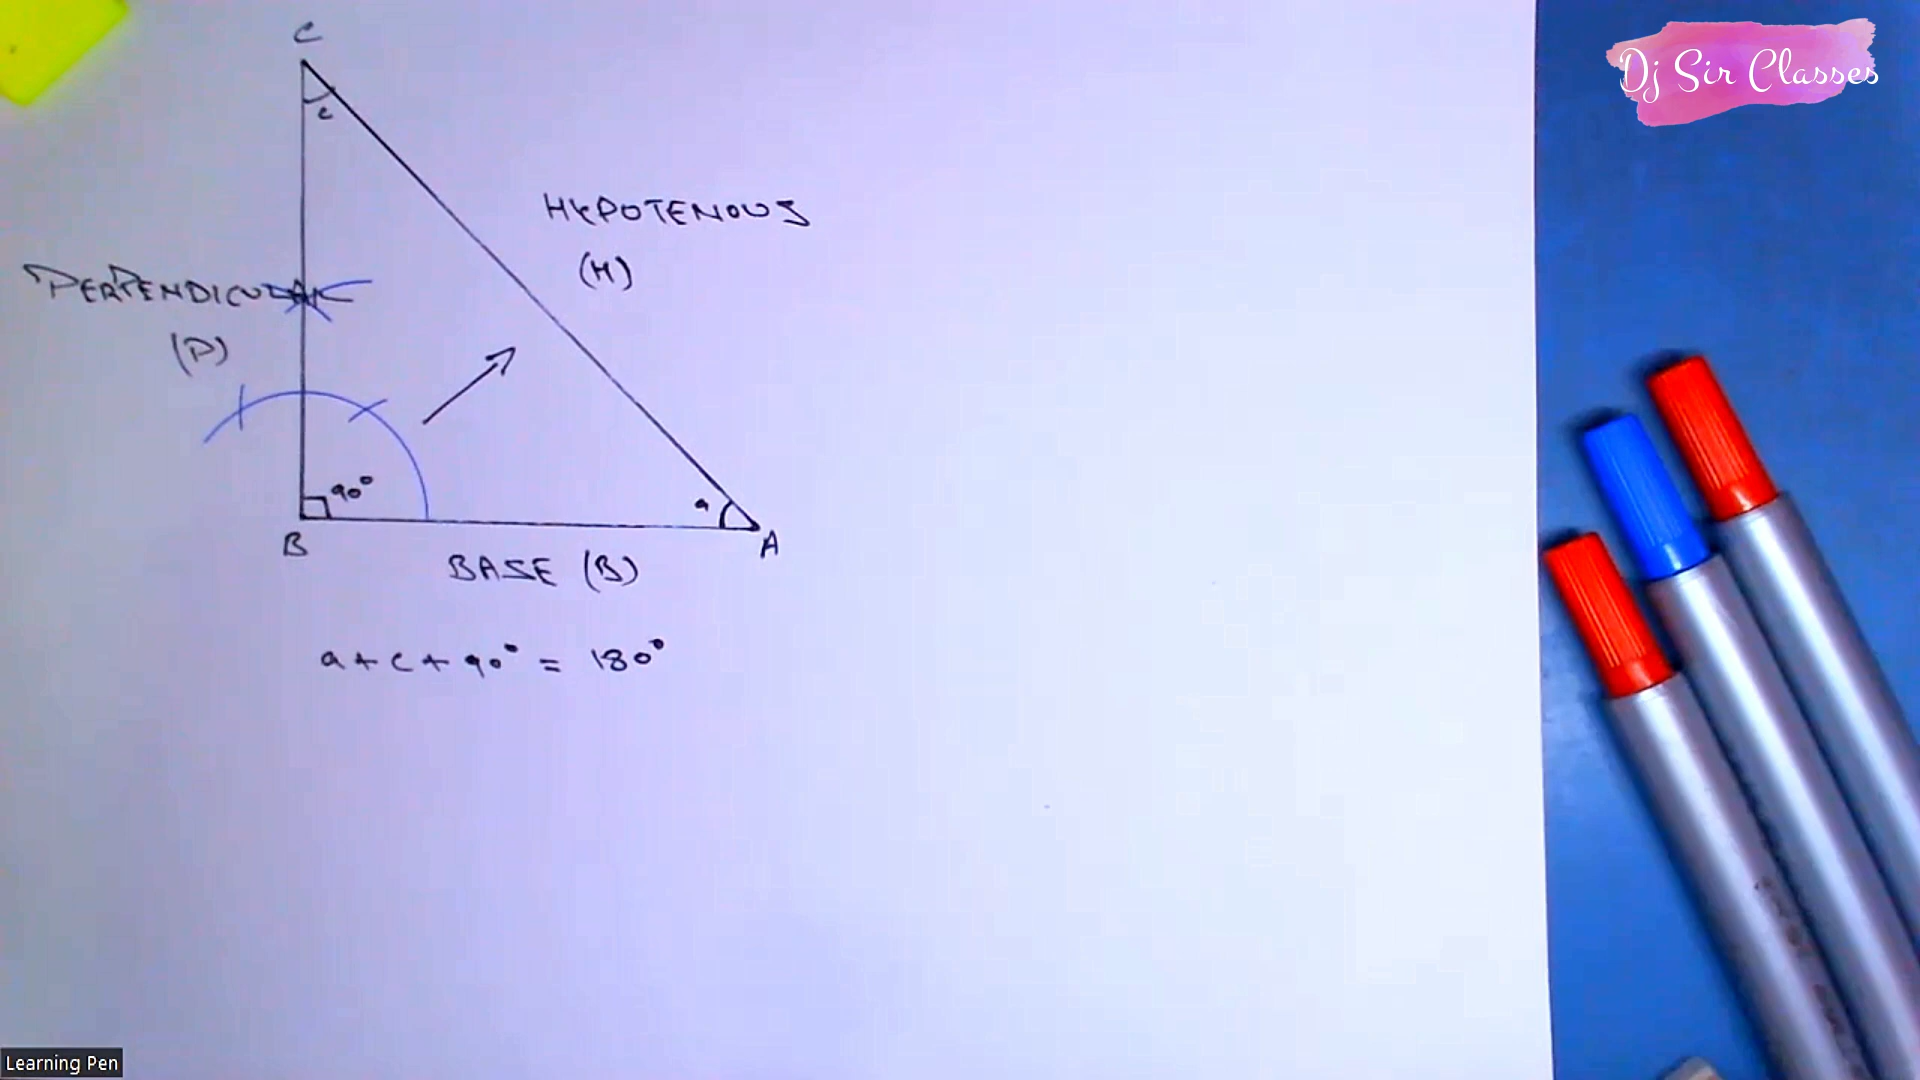 Dj Sir Classes
C
c
HYPOTENOUS
(H)
PERPENDICULAR
(P)
90°
a
B
A
BASE (B)
a + c + 90° = 180°
Learning Pen